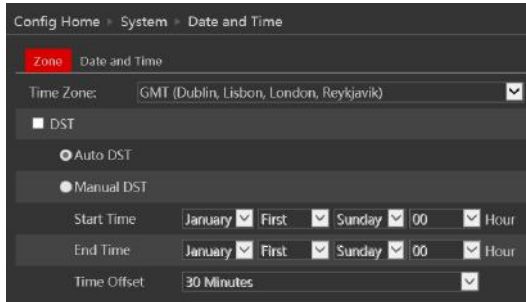 Config Home ▸ System ▸ Date and Time
Zone Date and Time
Time Zone: GMT (Dublin, Lisbon, London, Reykjavik)
DST
Auto DST
Manual DST
Start Time January First Sunday 00 Hour
End Time January First Sunday 00 Hour
Time Offset 30 Minutes